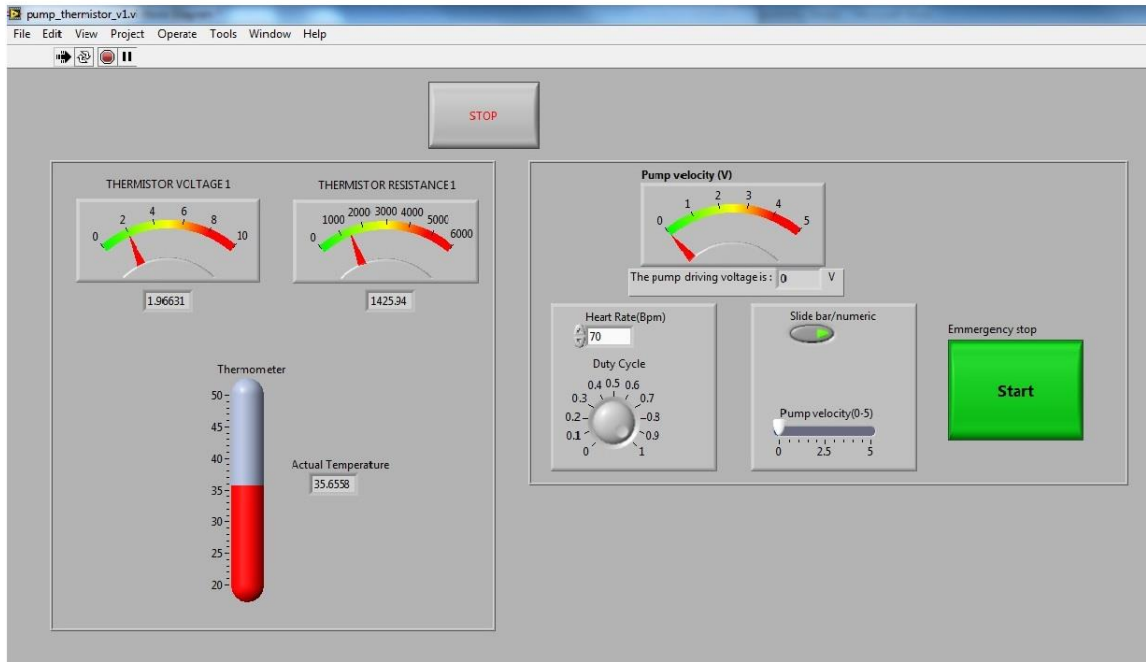 pump_thermistor_v1.v
File Edit View Project Operate Tools Window Help
STOP
THERMISTOR VOLTAGE 1
0 2 4 6 8 10
1.96631
THERMISTOR RESISTANCE 1
0 1000 2000 3000 4000 5000 6000
1425.94
Thermometer
50
45
40
35
30
25
20
Actual Temperature
35.6558
Pump velocity (V)
0 1 2 3 4 5
The pump driving voltage is : 0 V
Heart Rate(Bpm)
70
Duty Cycle
0 0.1 0.2 0.3 0.4 0.5 0.6 0.7 0.8 0.9 1
Slide bar/numeric
Pump velocity(0-5)
0 2.5 5
Emmergency stop
Start